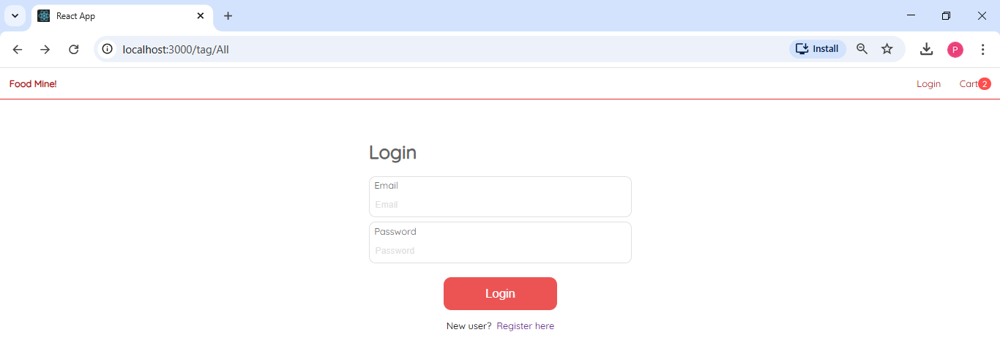 React App
localhost:3000/tag/All
Install
P
Food Mine!
Login
Cart 2
Login
Email
Email
Password
Password
Login
New user? Register here